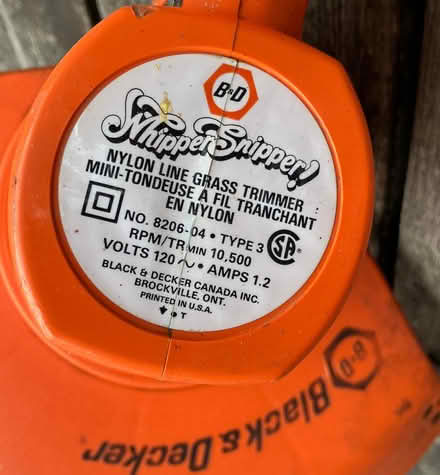 B&D
Whipper Snipper!
NYLON LINE GRASS TRIMMER
MINI-TONDEUSE A FIL TRANCHANT
EN NYLON
NO. 8206-04 • TYPE 3
SA
RPM/TR MIN 10,500
VOLTS 120 ~ • AMPS 1.2
BLACK & DECKER CANADA INC.
BROCKVILLE, ONT.
PRINTED IN U.S.A.
• T
B&D
Black & Decker